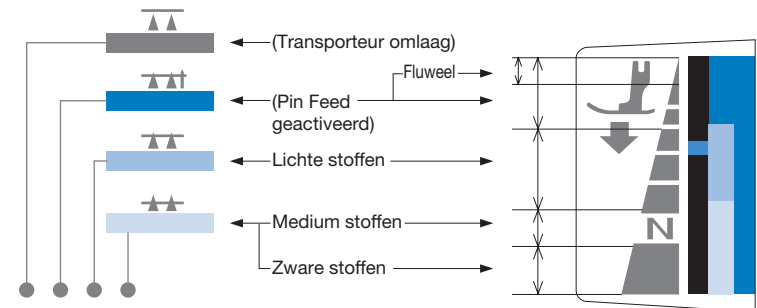 (Transporteur omlaag)
Fluweel
(Pin Feed
geactiveerd)
Lichte stoffen
Medium stoffen
N
Zware stoffen